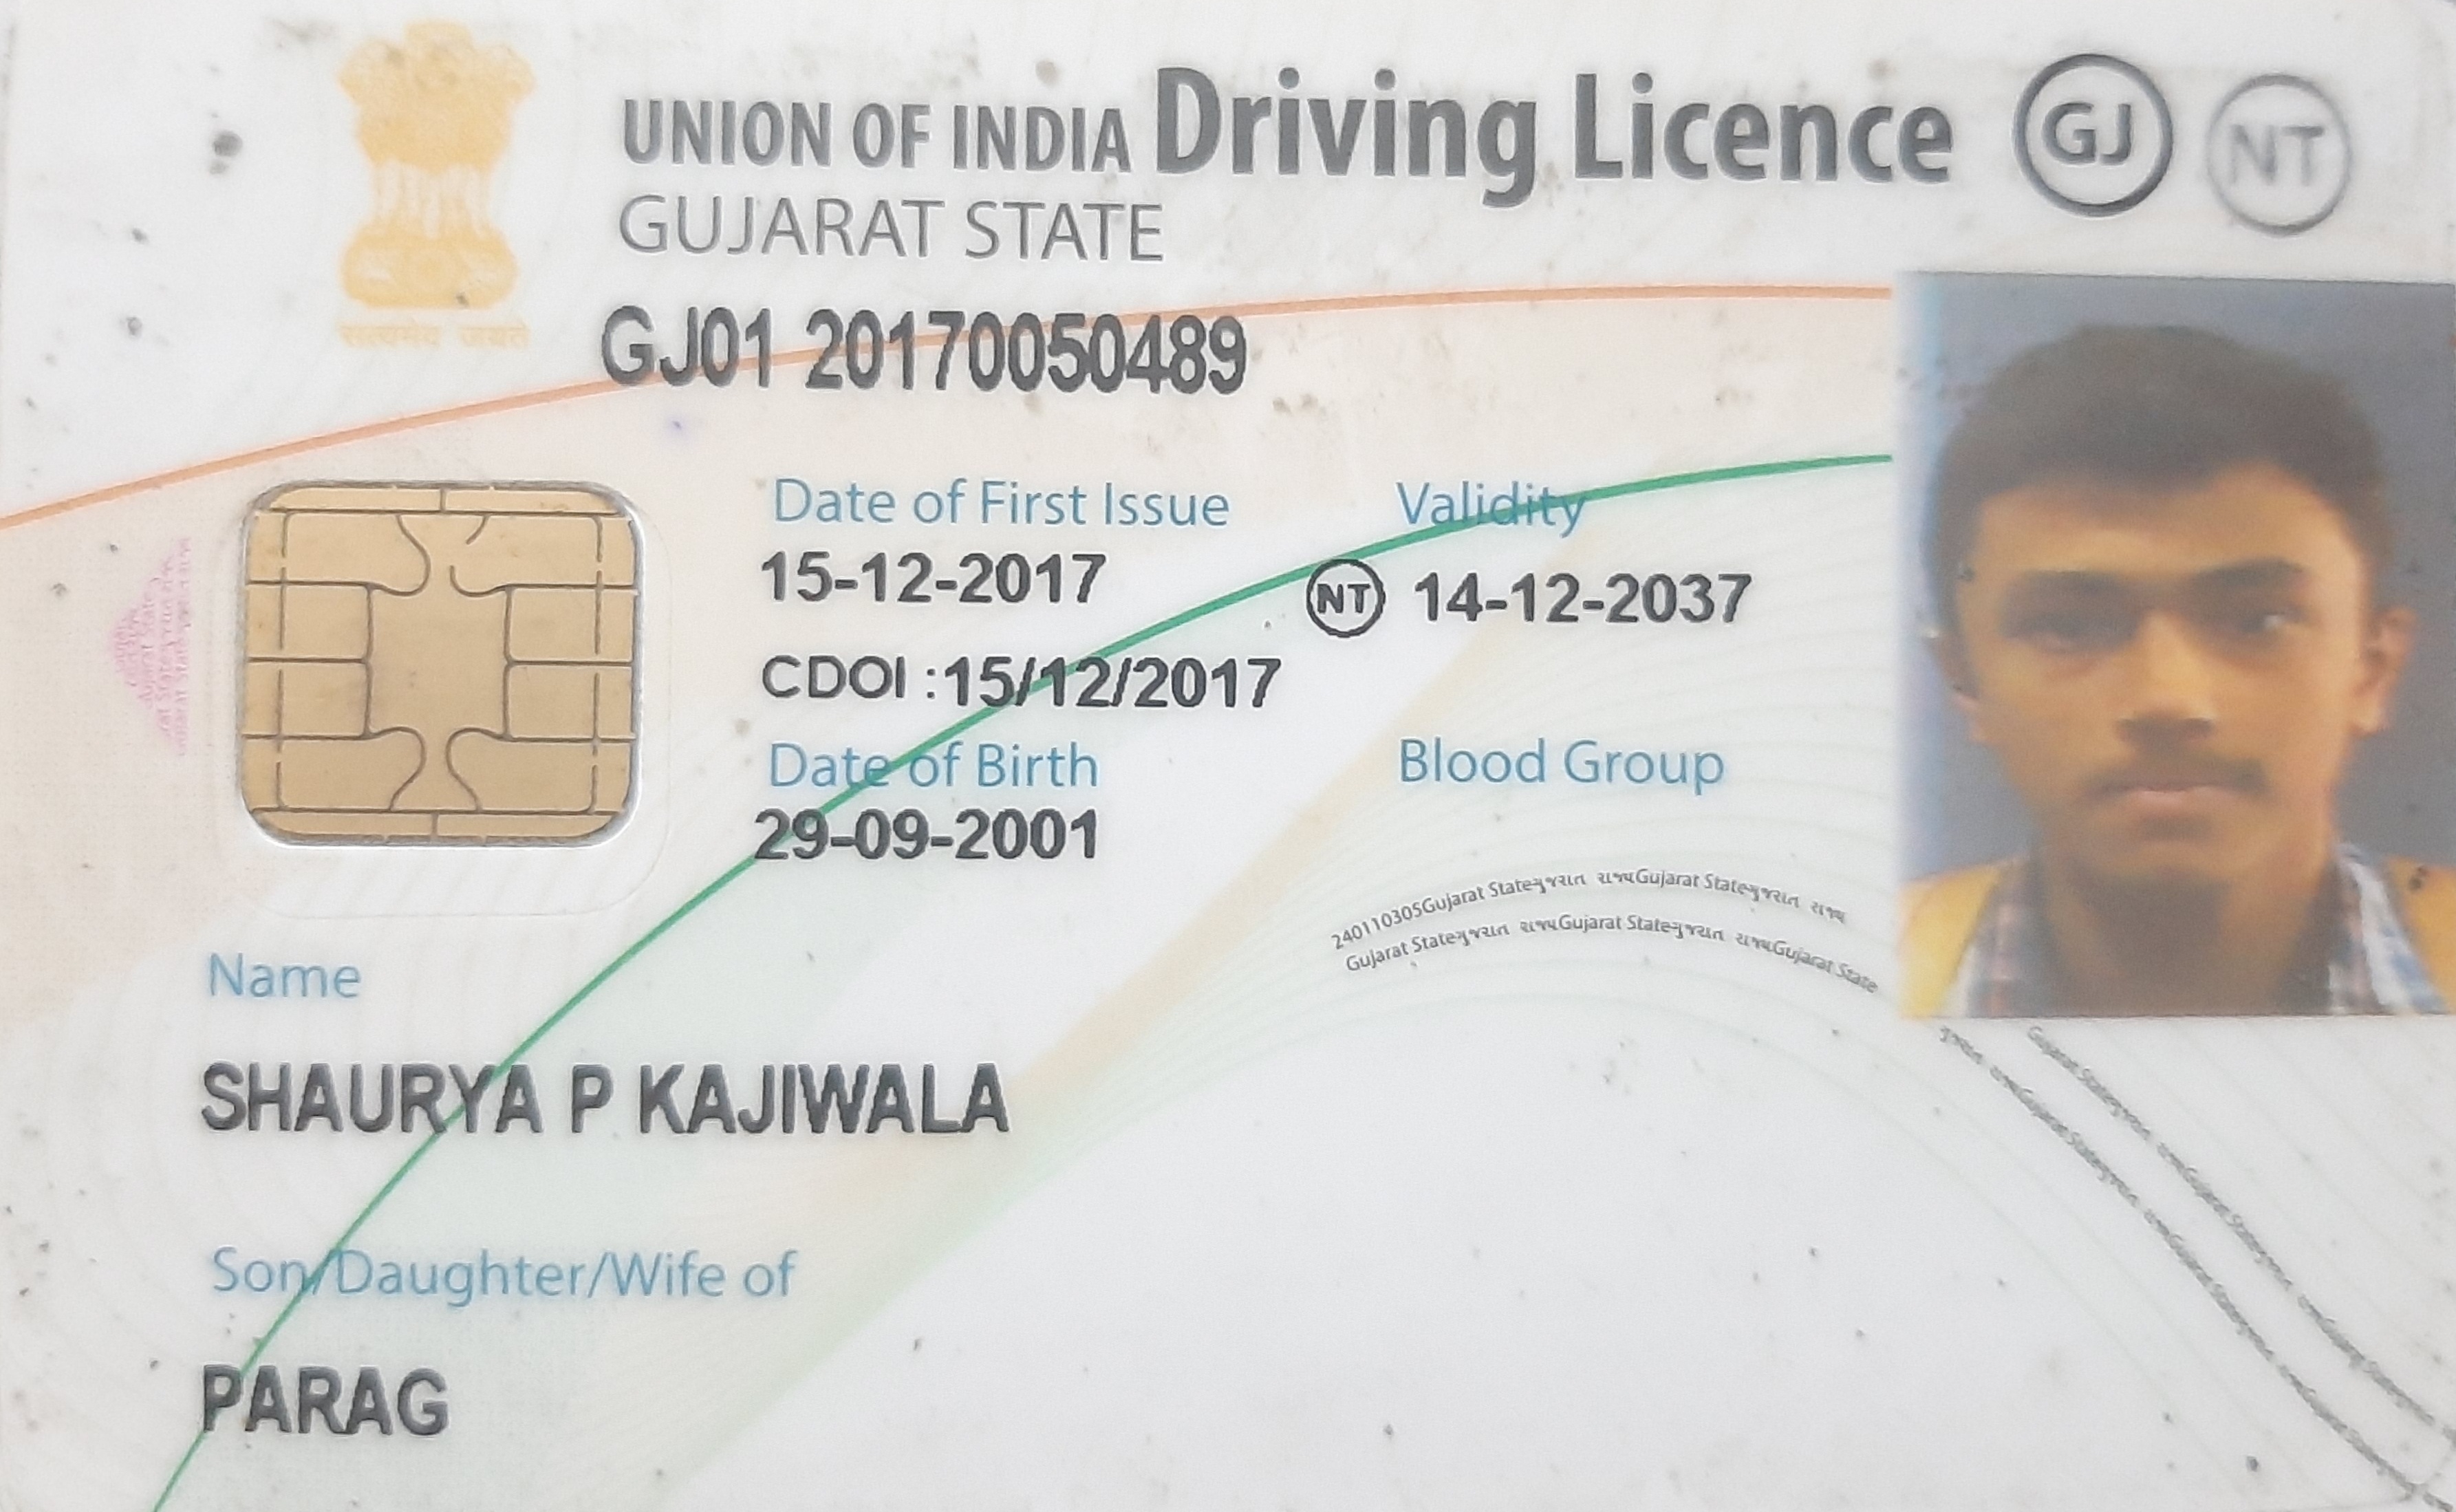 UNION OF INDIA Driving Licence GJ NT
GUJARAT STATE
सत्यमेव जयते
GJ01 20170050489
Date of First Issue Validity
15-12-2017 NT 14-12-2037
CDOI :15/12/2017
Date of Birth Blood Group
29-09-2001
240110305Gujarat Stateગુજરાત રાજ્યGujarat Stateગુજરાત રાજ્ય
Gujarat Stateગુજરાત રાજ્યGujarat Stateગુજરાત રાજ્યGujarat State
Name
SHAURYA P KAJIWALA
Son/Daughter/Wife of
PARAG